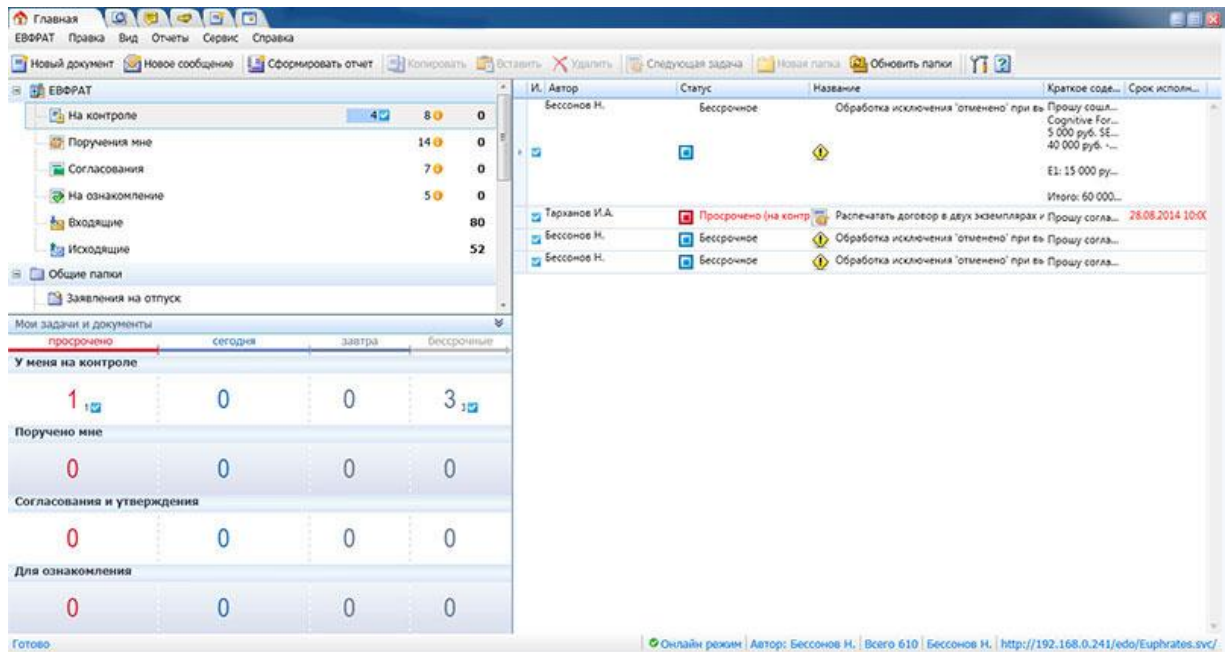 Главная
ЕВФРАТ Правка Вид Отчеты Сервис Справка
Новый документ Новое сообщение Сформировать отчет Копировать Вставить Удалить Следующая задача Новая папка Обновить папки
ЕВФРАТ
На контроле 4 8 0
Поручения мне 14 0
Согласования 7 0
На ознакомление 5 0
Входящие 80
Исходящие 52
Общие папки
Заявления на отпуск
И. Автор Статус Название Краткое соде... Срок исполн...
Бессонов Н. Бессрочное Обработка исключения "отменено" при вь Прошу сошл...
Cognitive For...
5 000 руб. SE...
40 000 руб. -...
E1: 15 000 ру...
Итого: 60 000...
Тарханов И.А. Просрочено (на контр Распечатать договор в двух экземплярах и Прошу согла... 28.08.2014 10:00
Бессонов Н. Бессрочное Обработка исключения "отменено" при вь Прошу согла...
Бессонов Н. Бессрочное Обработка исключения "отменено" при вь Прошу согла...
Мои задачи и документы
просрочено сегодня завтра бессрочные
У меня на контроле
1 1 0 0 3 3
Поручено мне
0 0 0 0
Согласования и утверждения
0 0 0 0
Для ознакомления
0 0 0 0
Готово Онлайн режим Автор: Бессонов Н. Всего 610 Бессонов Н. http://192.168.0.241/edo/Euphrates.svc/